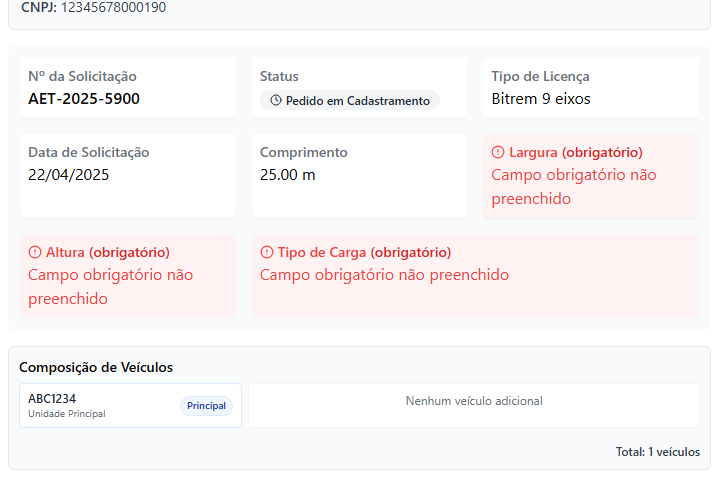 CNPJ: 12345678000190
Nº da Solicitação
AET-2025-5900
Status
Pedido em Cadastramento
Tipo de Licença
Bitrem 9 eixos
Data de Solicitação
22/04/2025
Comprimento
25.00 m
Largura (obrigatório)
Campo obrigatório não
preenchido
Altura (obrigatório)
Campo obrigatório não
preenchido
Tipo de Carga (obrigatório)
Campo obrigatório não preenchido
Composição de Veículos
ABC1234
Unidade Principal
Principal
Nenhum veículo adicional
Total: 1 veículos